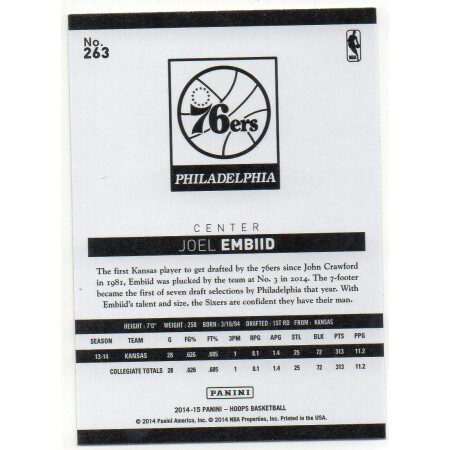 No.
263
NBA
76ers
PHILADELPHIA
CENTER
JOEL EMBIID
The first Kansas player to get drafted by the 76ers since John Crawford
in 1981, Embiid was plucked by the team at No. 3 in 2014. The 7-footer
became the first of seven draft selections by Philadelphia that year. With
Embiid's talent and size, the Sixers are confident they have their man.
HEIGHT: 7'0" WEIGHT: 250 BORN: 3/16/94 DRAFTED: 1ST RD FROM: KANSAS
SEASON TEAM G FG% FT% 3PM RPG APG STL BLK PTS PPG
13-14 KANSAS 28 .626 .685 1 8.1 1.4 25 72 313 11.2
COLLEGIATE TOTALS 28 .626 .685 1 8.1 1.4 25 72 313 11.2
PANINI
2014-15 PANINI – HOOPS BASKETBALL
© 2014 Panini America, Inc. © 2014 NBA Properties, Inc. Printed in the USA.